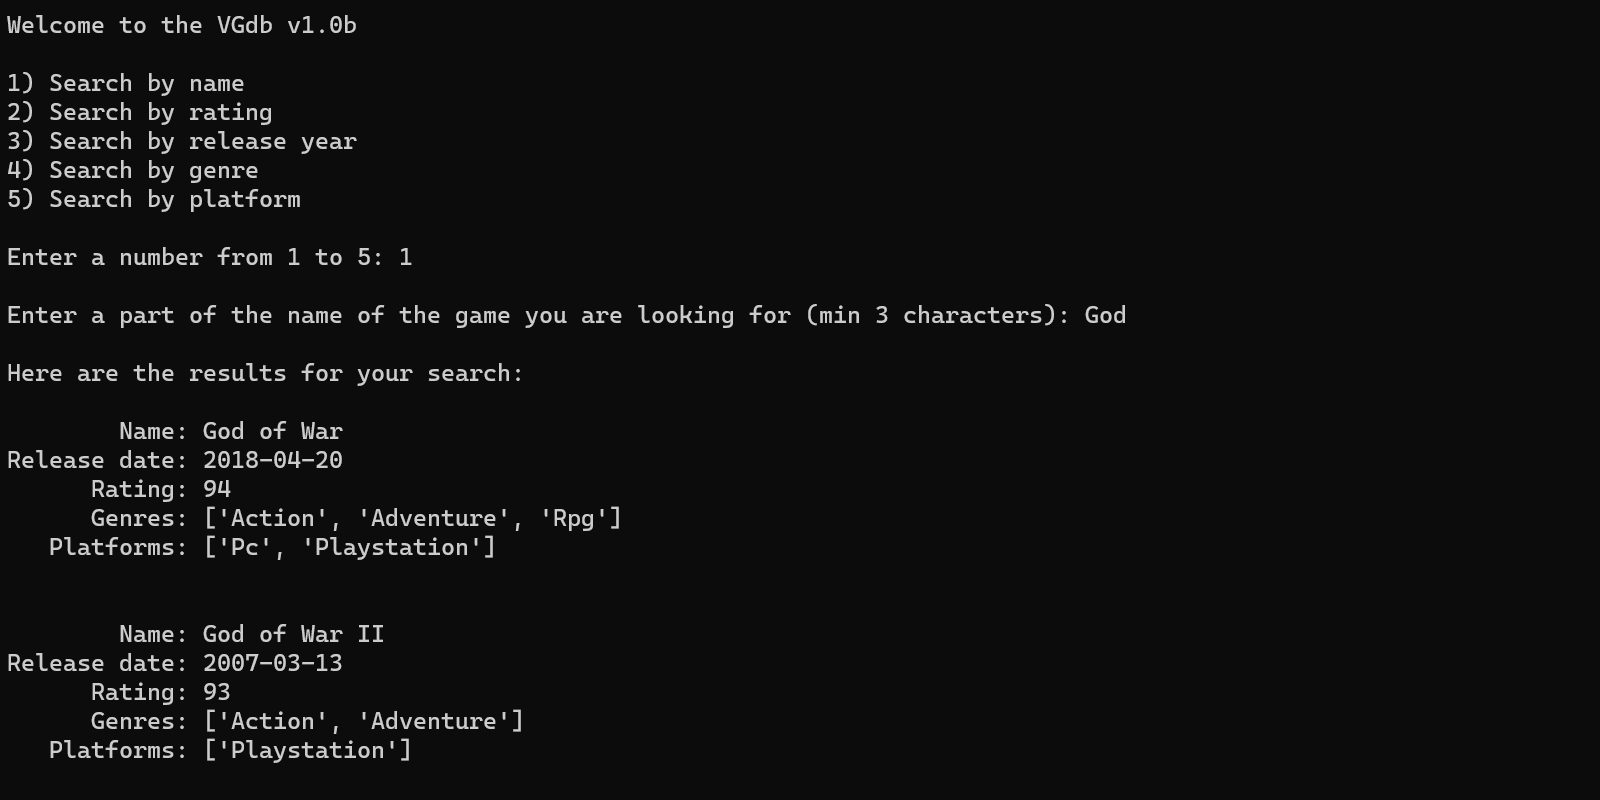 Welcome to the VGdb v1.0b
1) Search by name
2) Search by rating
3) Search by release year
4) Search by genre
5) Search by platform
Enter a number from 1 to 5: 1
Enter a part of the name of the game you are looking for (min 3 characters): God
Here are the results for your search:
Name: God of War
Release date: 2018-04-20
Rating: 94
Genres: ['Action', 'Adventure', 'Rpg']
Platforms: ['Pc', 'Playstation']
Name: God of War II
Release date: 2007-03-13
Rating: 93
Genres: ['Action', 'Adventure']
Platforms: ['Playstation']